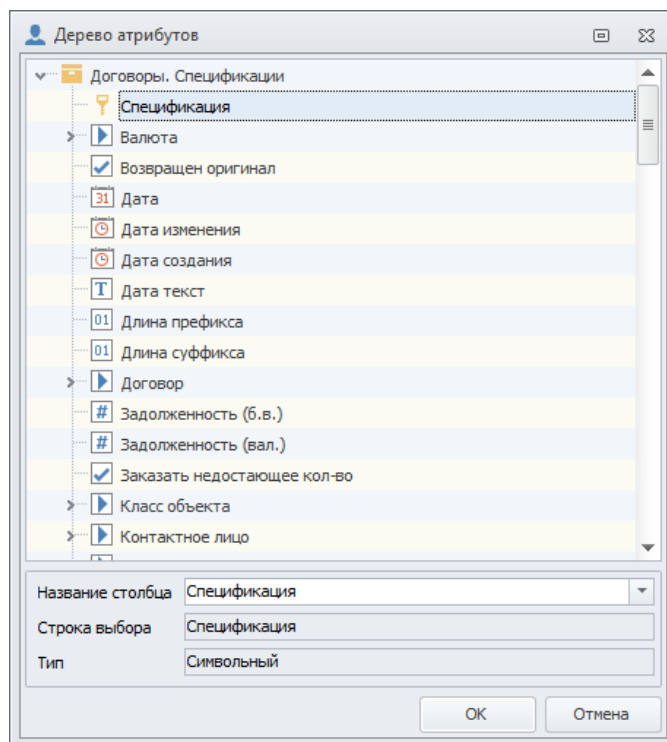 Дерево атрибутов
Договоры. Спецификации
Спецификация
Валюта
Возвращен оригинал
31 Дата
Дата изменения
Дата создания
T Дата текст
01 Длина префикса
01 Длина суффикса
Договор
# Задолженность (б.в.)
# Задолженность (вал.)
Заказать недостающее кол-во
Класс объекта
Контактное лицо
Название столбца Спецификация
Строка выбора Спецификация
Тип Символьный
ОК Отмена